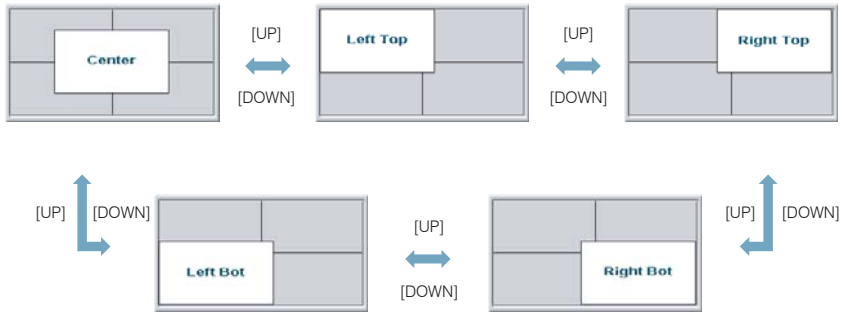 [UP]
[UP]
Center
Left Top
Right Top
[DOWN]
[DOWN]
[UP]
[DOWN]
[UP]
[UP]
[DOWN]
Left Bot
Right Bot
[DOWN]